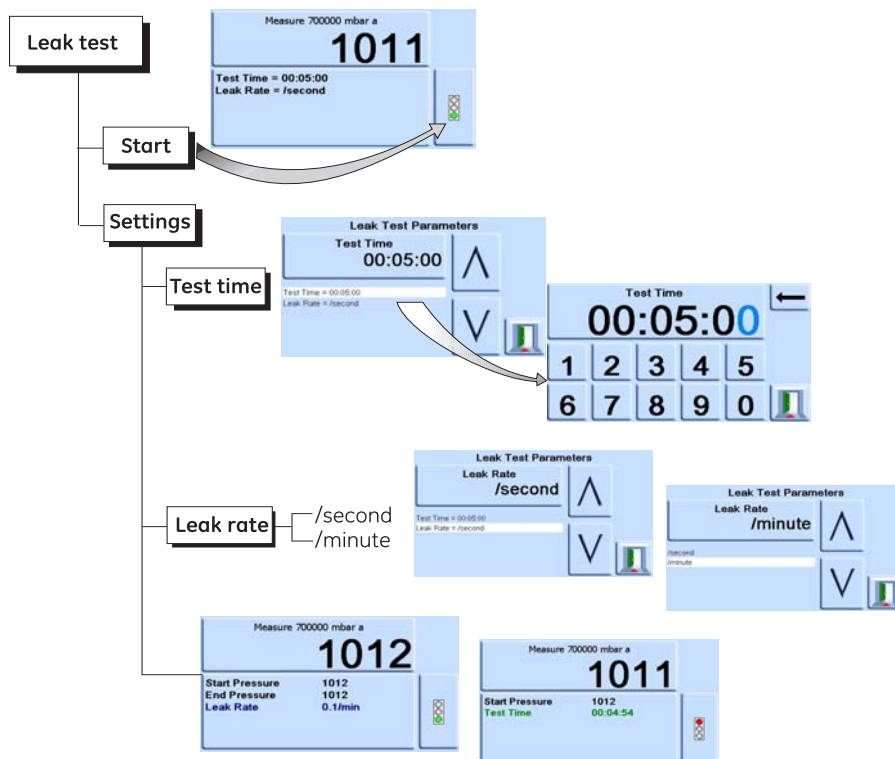 Leak test
Measure 700000 mbar a
1011
Test Time = 00:05:00
Leak Rate = /second
Start
Settings
Test time
Leak Test Parameters
Test Time
00:05:00
Test Time = 00:05:00
Leak Rate = /second
Test Time
00:05:00
1 2 3 4 5
6 7 8 9 0
Leak rate
/second
/minute
Leak Test Parameters
Leak Rate
/second
Test Time = 00:05:00
Leak Rate = /second
Leak Test Parameters
Leak Rate
/minute
/second
/minute
Measure 700000 mbar a
1012
Start Pressure 1012
End Pressure 1012
Leak Rate 0.1/min
Measure 700000 mbar a
1011
Start Pressure 1012
Test Time 00:04:54